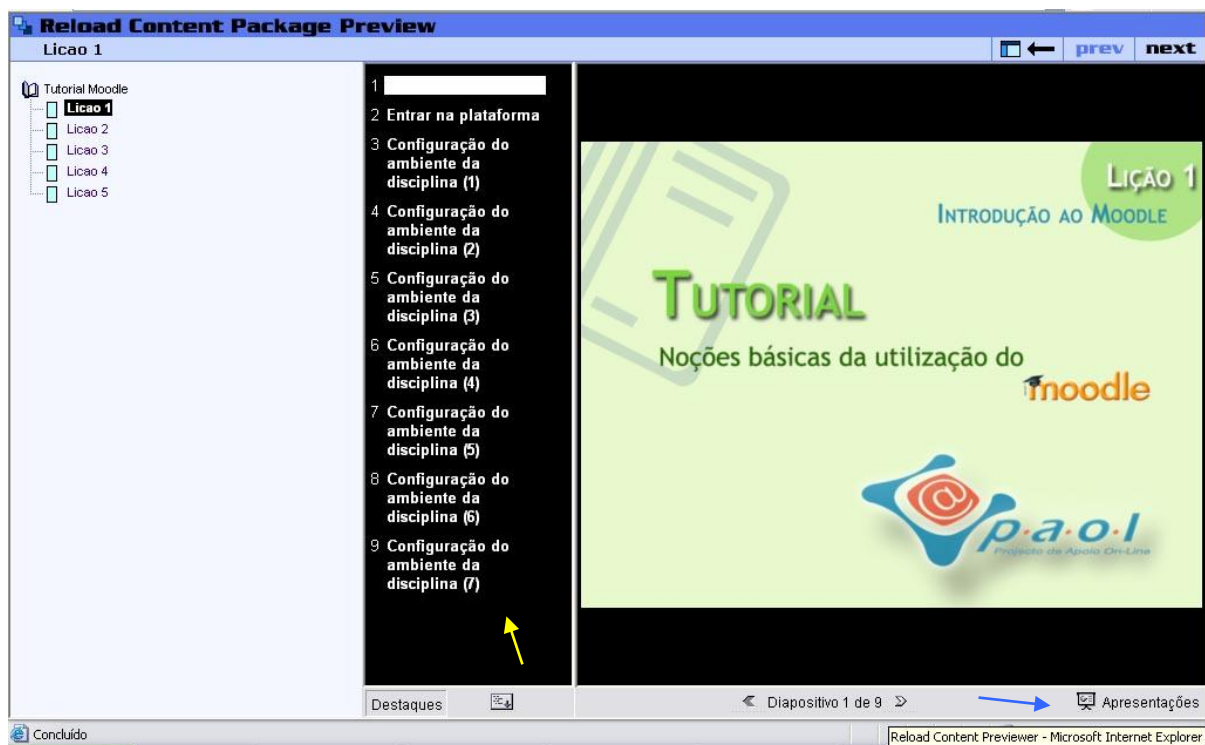 Reload Content Package Preview
Licao 1
prev next
Tutorial Moodle
Licao 1
Licao 2
Licao 3
Licao 4
Licao 5
1
2 Entrar na plataforma
3 Configuração do
ambiente da
disciplina (1)
4 Configuração do
ambiente da
disciplina (2)
5 Configuração do
ambiente da
disciplina (3)
6 Configuração do
ambiente da
disciplina (4)
7 Configuração do
ambiente da
disciplina (5)
8 Configuração do
ambiente da
disciplina (6)
9 Configuração do
ambiente da
disciplina (7)
Destaques
LIÇÃO 1
INTRODUÇÃO AO MOODLE
TUTORIAL
Noções básicas da utilização do
moodle
@
p.a.o.l
Projecto de Apoio On-Line
Diapositivo 1 de 9
Apresentações
Concluído
Reload Content Previewer - Microsoft Internet Explorer